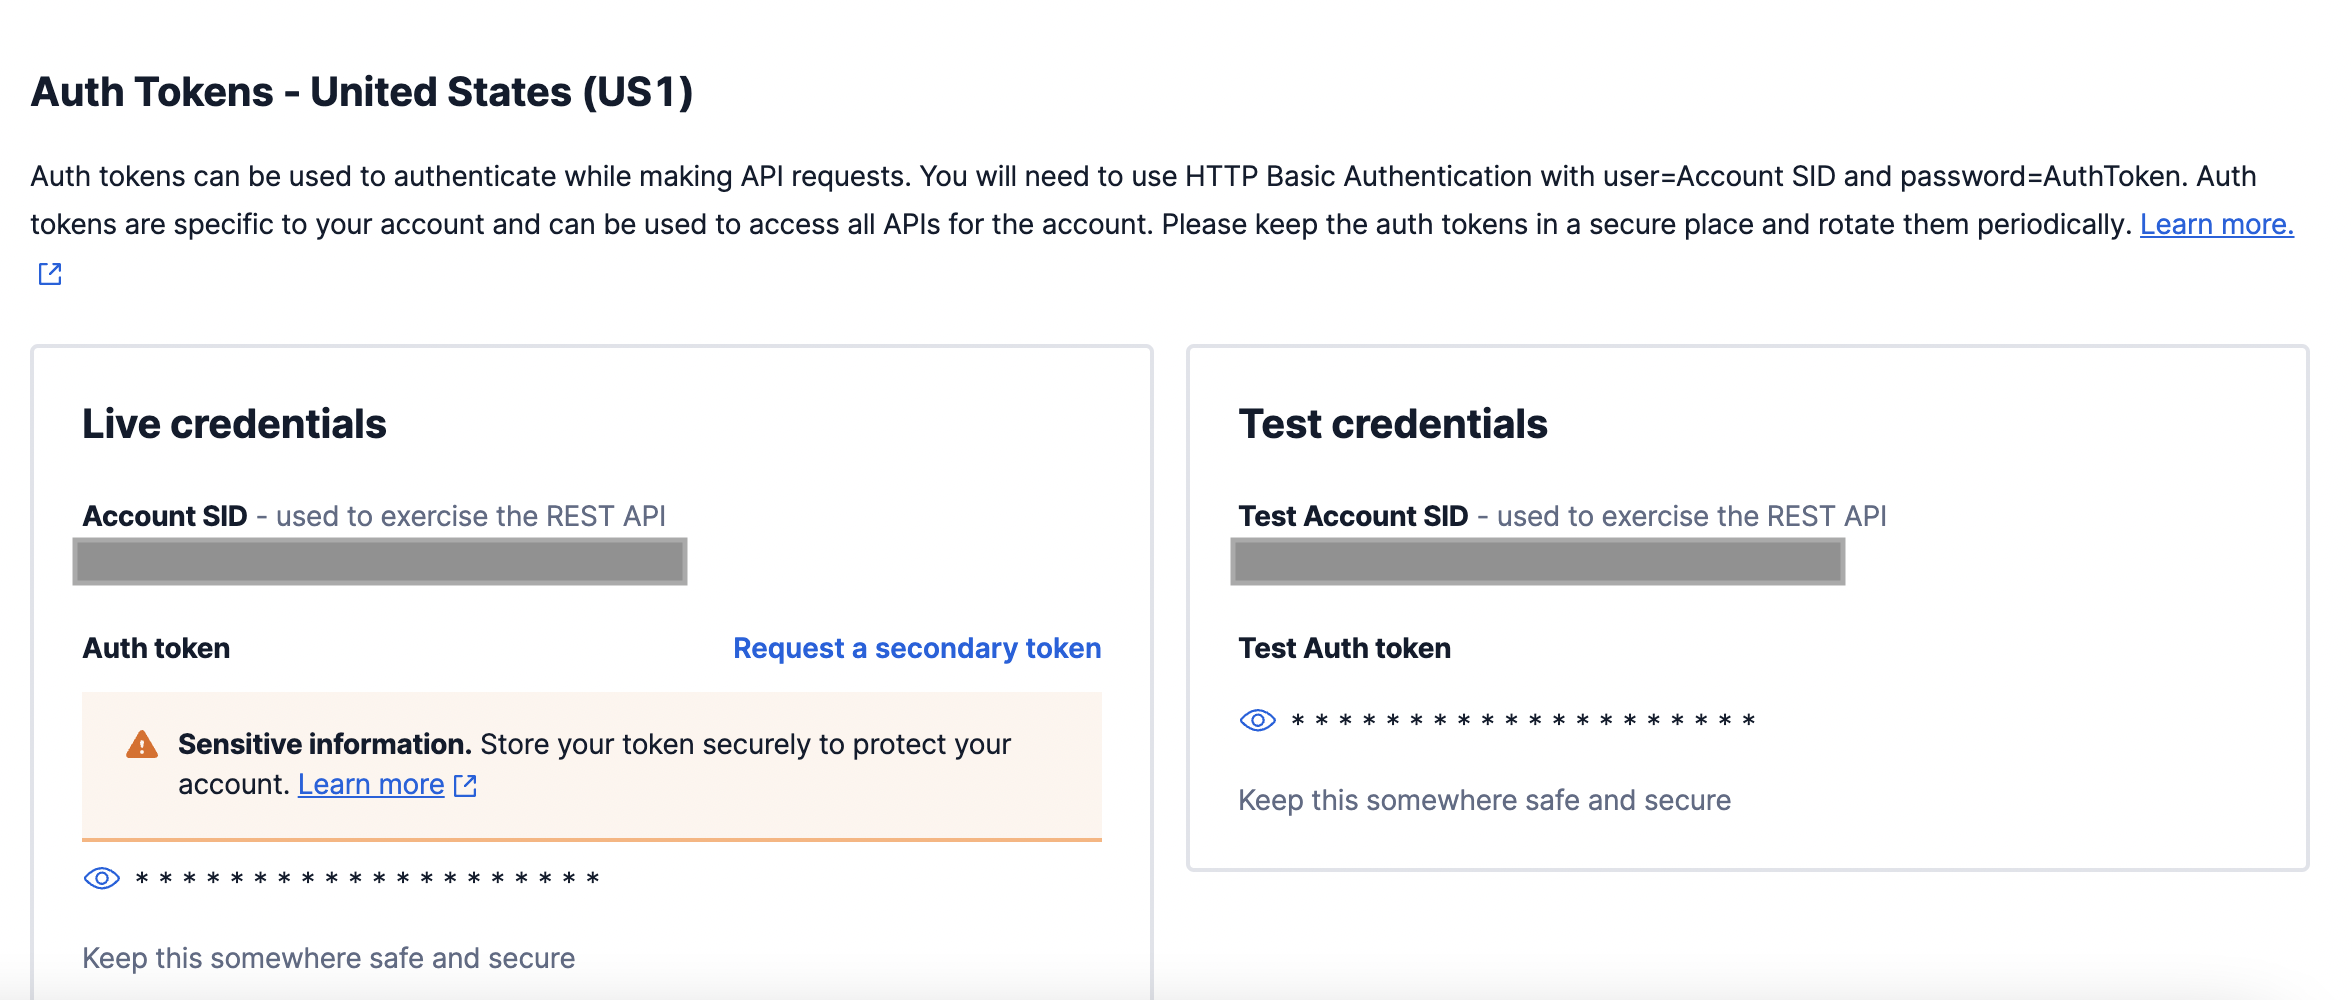 Auth Tokens - United States (US1)
Auth tokens can be used to authenticate while making API requests. You will need to use HTTP Basic Authentication with user=Account SID and password=AuthToken. Auth
tokens are specific to your account and can be used to access all APIs for the account. Please keep the auth tokens in a secure place and rotate them periodically. Learn more.
Live credentials
Account SID - used to exercise the REST API
Auth token
Request a secondary token
Sensitive information. Store your token securely to protect your
account. Learn more
* * * * * * * * * * * * * * * * * * * *
Keep this somewhere safe and secure
Test credentials
Test Account SID - used to exercise the REST API
Test Auth token
* * * * * * * * * * * * * * * * * * * *
Keep this somewhere safe and secure